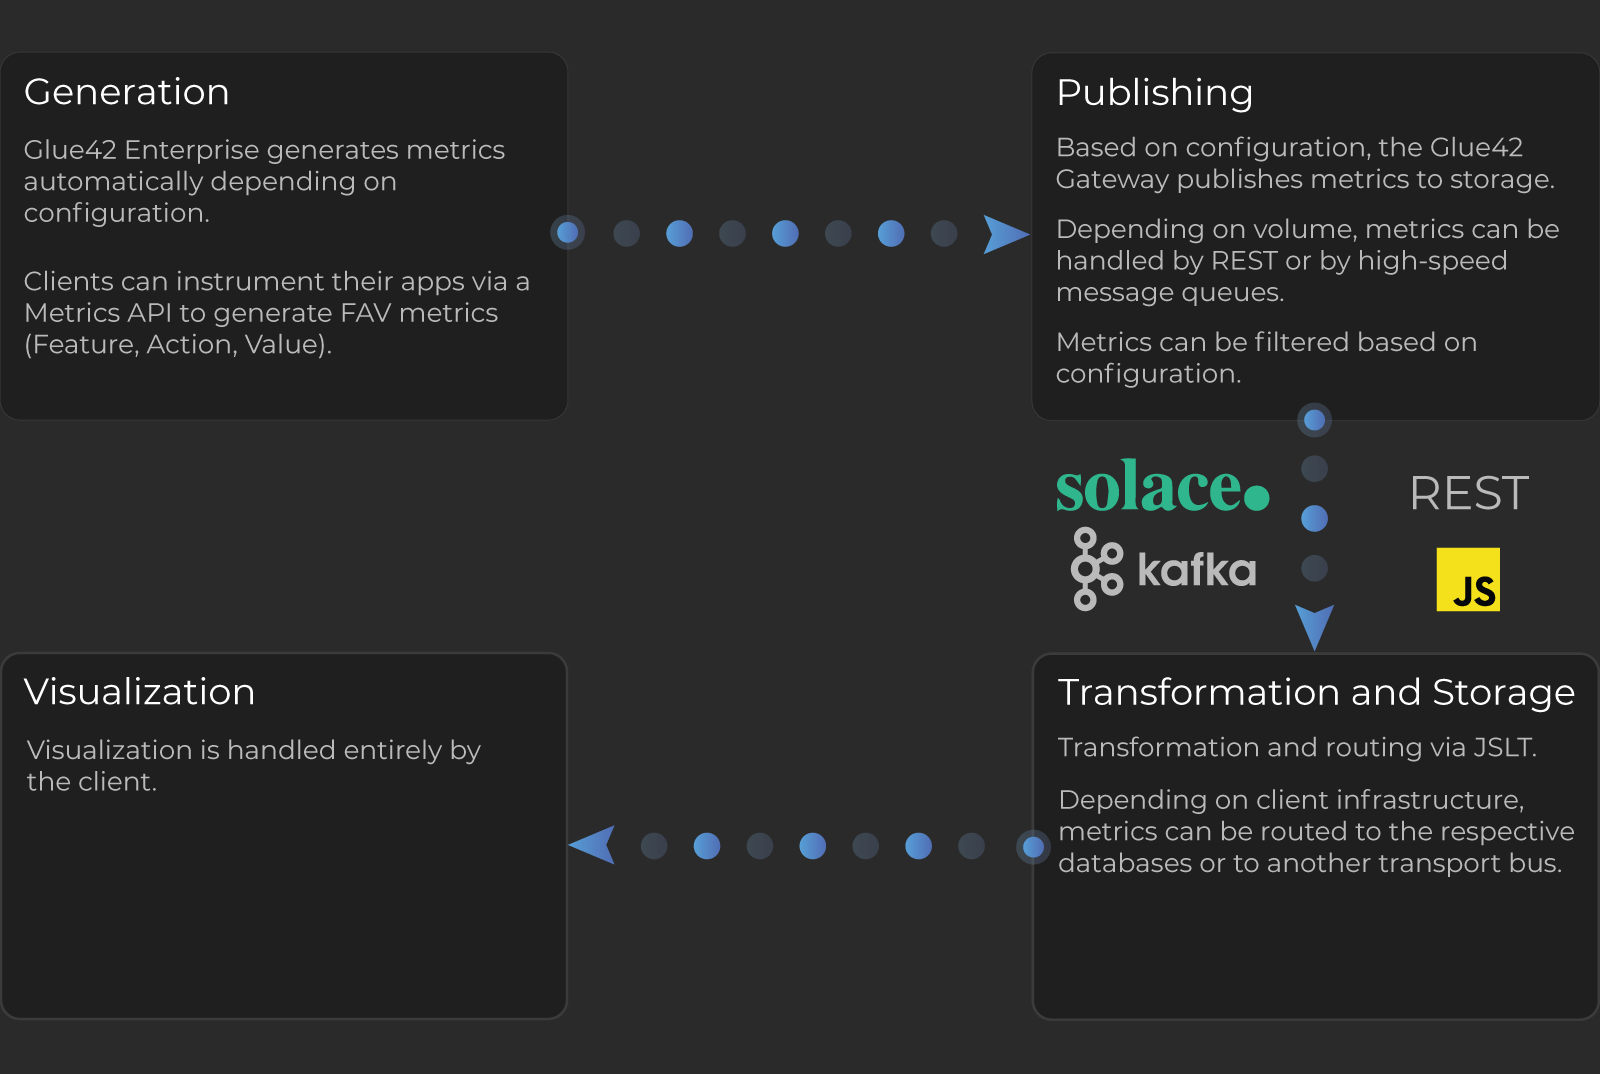 Generation
Glue42 Enterprise generates metrics
automatically depending on
configuration.
Clients can instrument their apps via a
Metrics API to generate FAV metrics
(Feature, Action, Value).
Publishing
Based on configuration, the Glue42
Gateway publishes metrics to storage.
Depending on volume, metrics can be
handled by REST or by high-speed
message queues.
Metrics can be filtered based on
configuration.
solace.
REST
kafka
JS
Transformation and Storage
Transformation and routing via JSLT.
Depending on client infrastructure,
metrics can be routed to the respective
databases or to another transport bus.
Visualization
Visualization is handled entirely by
the client.